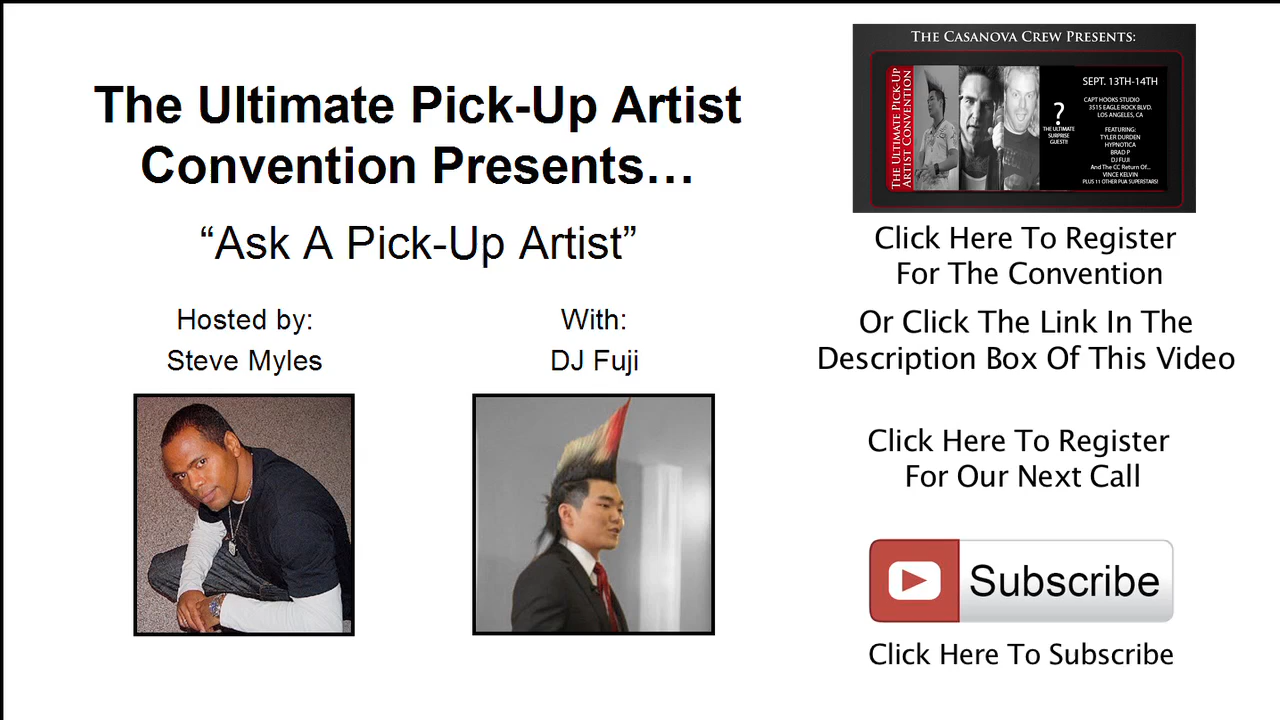 The Ultimate Pick-Up Artist
Convention Presents…
“Ask A Pick-Up Artist”
Hosted by:
Steve Myles
With:
DJ Fuji
THE CASANOVA CREW PRESENTS:
THE ULTIMATE PICK-UP
ARTIST CONVENTION
?
THE ULTIMATE
SURPRISE
GUEST!!
SEPT. 13TH-14TH
CAPT HOOKS STUDIO
3515 EAGLE ROCK BLVD.
LOS ANGELES, CA
FEATURING:
TYLER DURDEN
HYPNOTICA
BRAD P
DJ FUJI
And The CC Return Of...
VINCE KELVIN
PLUS 11 OTHER PUA SUPERSTARS!
Click Here To Register
For The Convention
Or Click The Link In The
Description Box Of This Video
Click Here To Register
For Our Next Call
Subscribe
Click Here To Subscribe